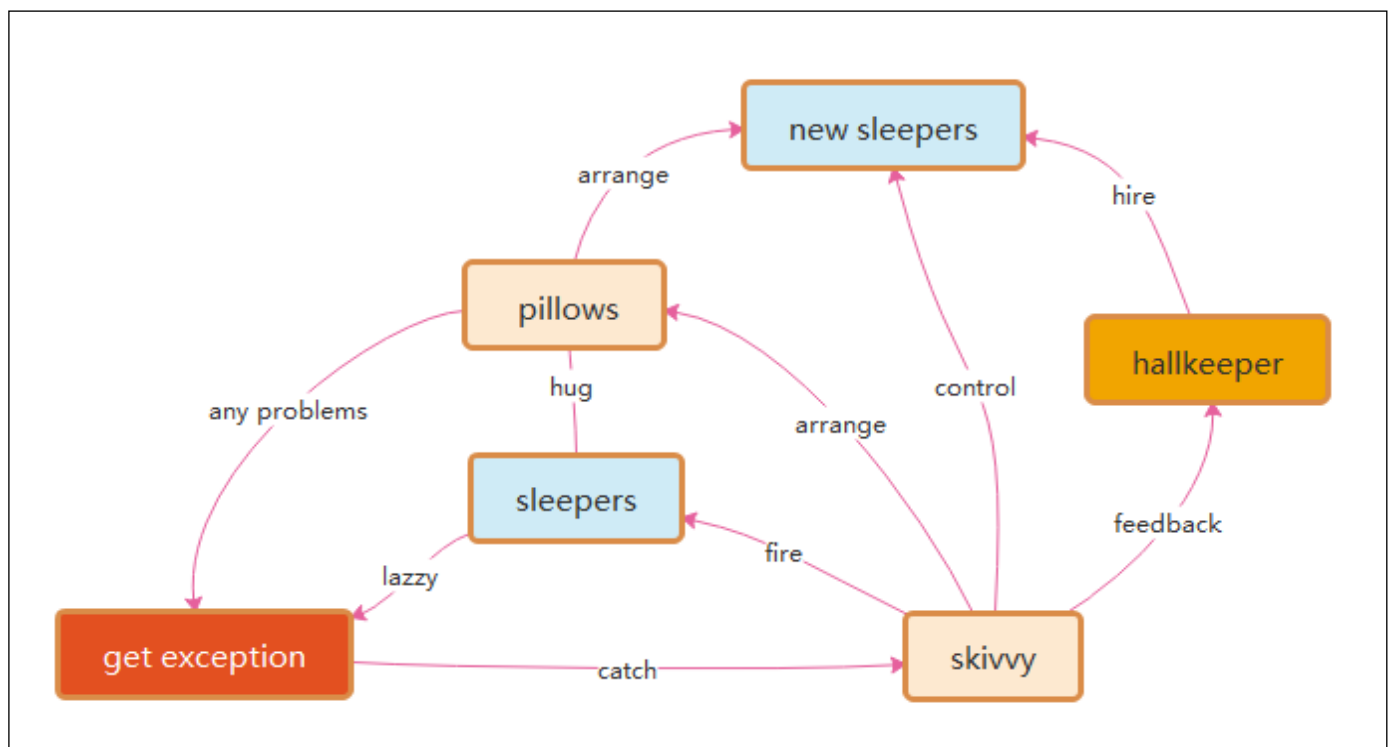 new sleepers
arrange
hire
pillows
hallkeeper
hug
control
any problems
arrange
sleepers
feedback
fire
lazzy
get exception
skivvy
catch